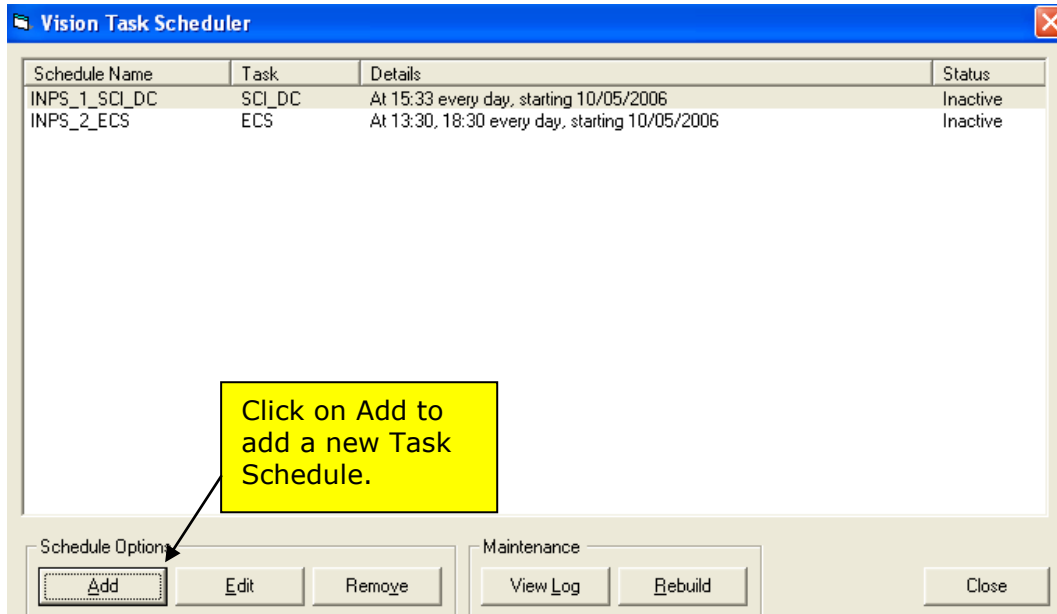 Vision Task Scheduler
Schedule Name Task Details Status
INPS_1_SCI_DC SCI_DC At 15:33 every day, starting 10/05/2006 Inactive
INPS_2_ECS ECS At 13:30, 18:30 every day, starting 10/05/2006 Inactive
Click on Add to
add a new Task
Schedule.
Schedule Options Maintenance
Add Edit Remove View Log Rebuild Close